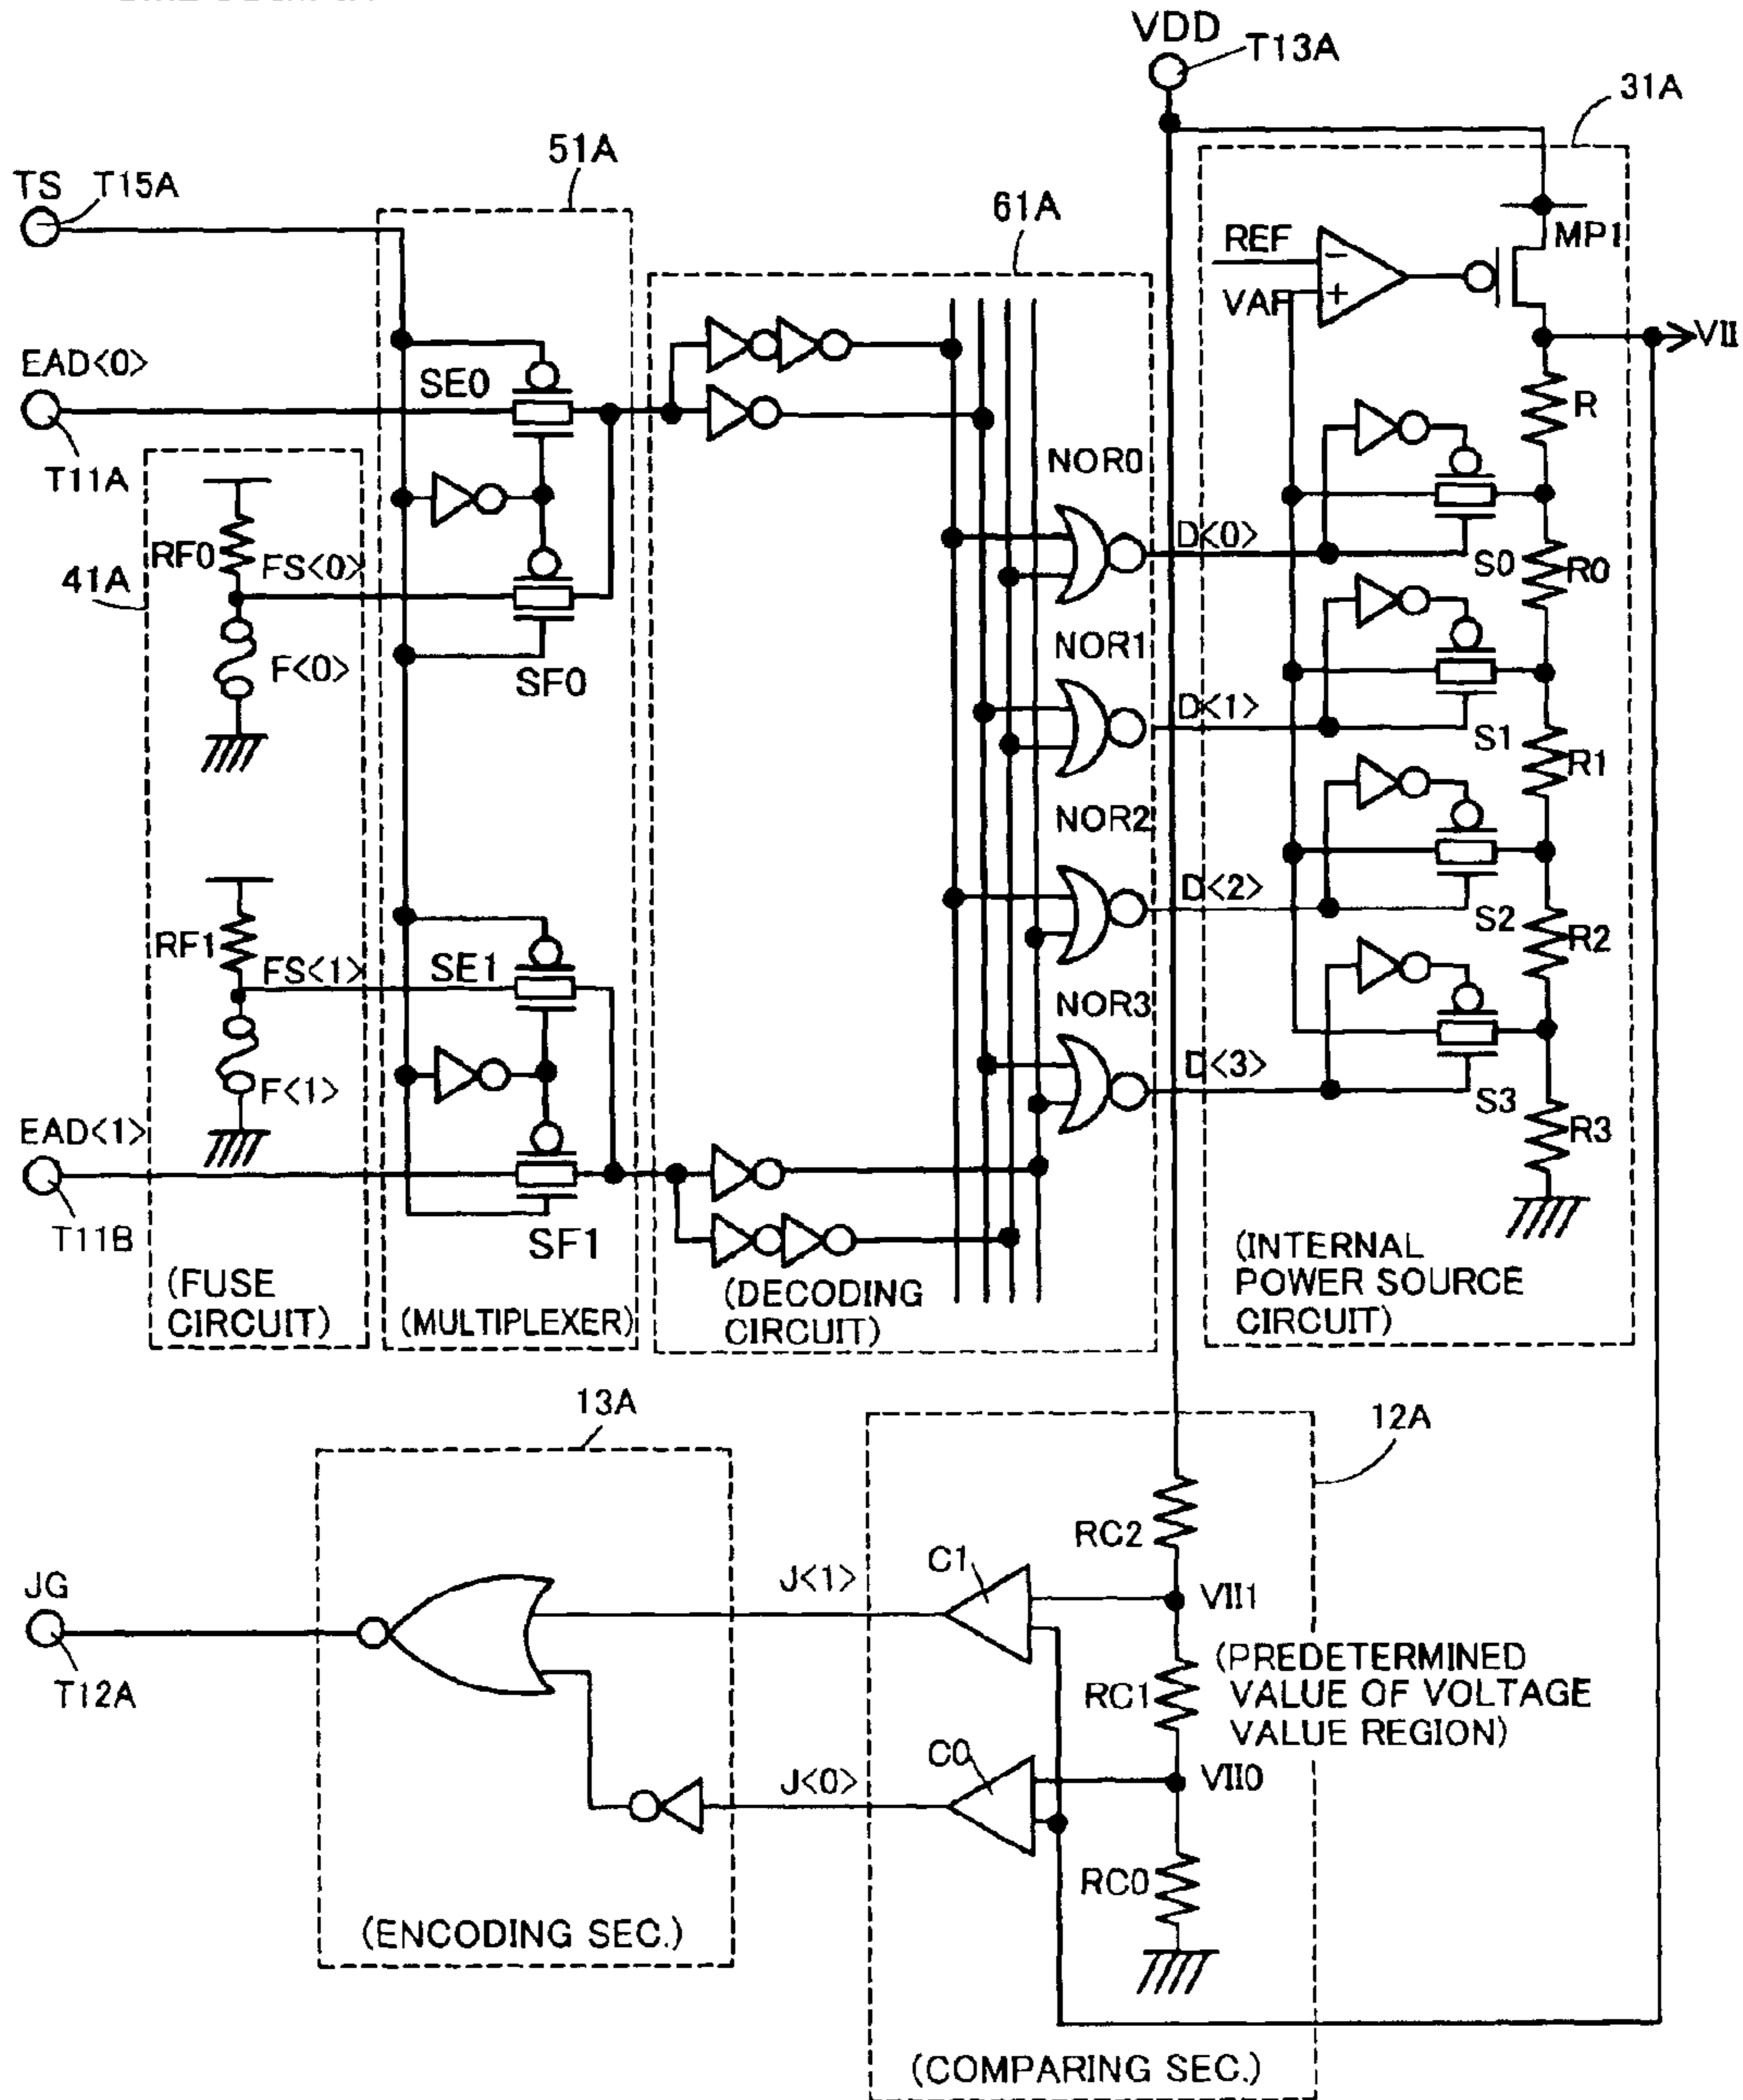 VDD
T13A
31A
51A
TS T15A
61A
MP1
REF
VAF
−
+
VII
EAD<0>
SE0
R
T11A
NOR0
RF0
FS<0>
D<0>
S0
R0
41A
NOR1
F<0>
SF0
D<1>
S1
R1
NOR2
RF1
D<2>
S2
FS<1>
SE1
R2
NOR3
F<1>
D<3>
S3
EAD<1>
R3
T11B
SF1
(FUSE
CIRCUIT)
(MULTIPLEXER)
(DECODING
CIRCUIT)
(INTERNAL
POWER SOURCE
CIRCUIT)
13A
12A
RC2
C1
J<1>
VII1
JG
T12A
(PREDETERMINED
VALUE OF VOLTAGE
VALUE REGION)
RC1
C0
J<0>
VII0
RC0
(ENCODING SEC.)
(COMPARING SEC.)